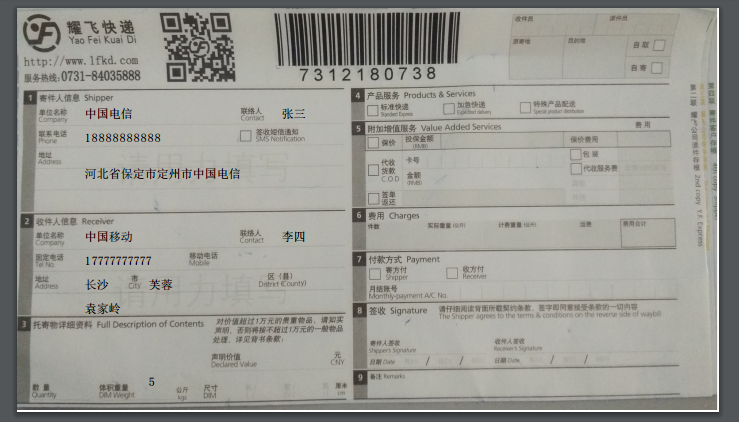 耀飞快递
Yao Fei Kuai Di
http://www.lfkd.com
服务热线:0731-84035888
7312180738
收件员
派件员
原寄地
目的地
自取
自寄
1 寄件人信息 Shipper
单位名称 Company 中国电信 联络人 Contact 张三
联系电话 Phone 18888888888 签收短信通知 SMS Notification
地址 Address
河北省保定市定州市中国电信
2 收件人信息 Receiver
单位名称 Company 中国移动 联络人 Contact 李四
固定电话 Tel No. 17777777777 移动电话 Mobile
地址 Address 长沙 市 City 芙蓉 区（县） District (County)
袁家岭
3 托寄物详细资料 Full Description of Contents
对价值超过1万元的贵重物品，请如实
声明，否则将按不超过1万元的一般物品
处理，详见背书条款：
声明价值 Declared Value 元 CNY
数量 Quantity 体积重量 DIM Weight 5 公斤 kgs 尺寸 DIM 厘米 cm
4 产品服务 Products & Services
标准快递 Standard Express 加急快递 Expedited delivery 特殊产品配送 Special product destination
5 附加增值服务 Value Added Services 费用
保价 投保金额 (RMB) 保价费用
代收货款 C.O.D 卡号 包装
金额 (RMB) 代收服务费
签单返还
6 费用 Charges
件数 实际重量(公斤) 计费重量(公斤) 运费 费用合计
7 付款方式 Payment
寄方付 Shipper 收方付 Receiver
月结账号
Monthly-payment A/C No.
8 签收 Signature 请仔细阅读背面所载契约条款，签字即同意接受条款的一切内容
The Shipper agrees to the terms & conditions on the reverse side of waybill
寄件人签收 Shipper's Signature 收件人签收 Receiver's Signature
日期 Date / / 日期 Date / /
9 备注 Remarks
第二联 耀飞公司派件存根 2nd copy Y.F. Express